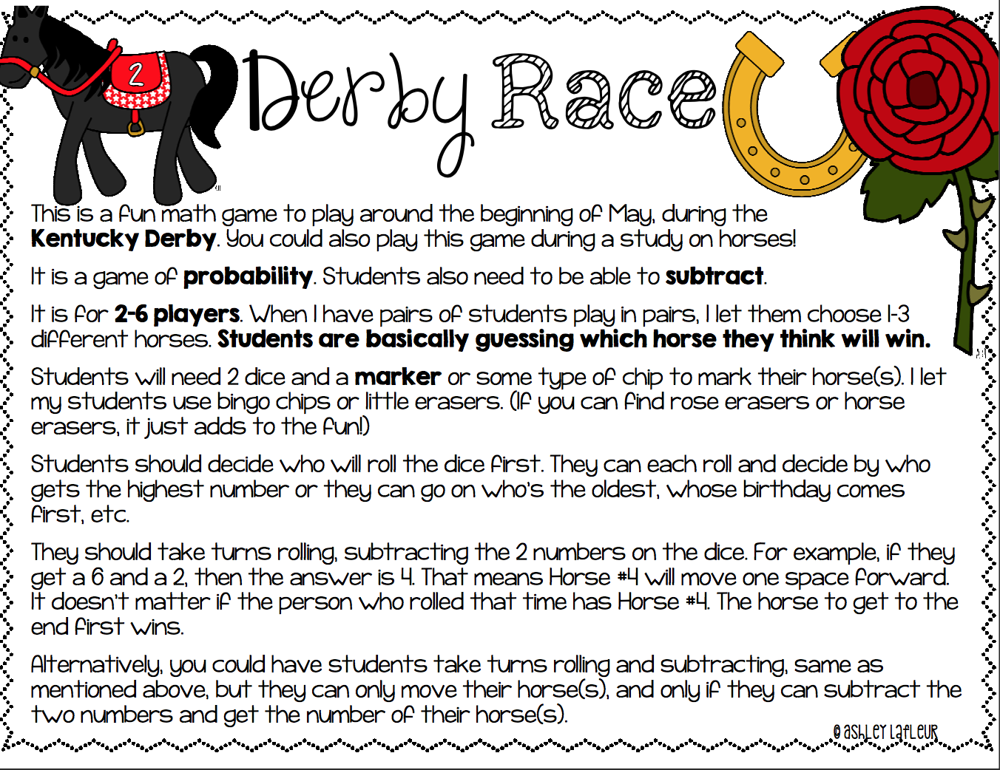 2
Derby Race
This is a fun math game to play around the beginning of May, during the
Kentucky Derby. You could also play this game during a study on horses!
It is a game of probability. Students also need to be able to subtract.
It is for 2-6 players. When I have pairs of students play in pairs, I let them choose 1-3
different horses. Students are basically guessing which horse they think will win.
Students will need 2 dice and a marker or some type of chip to mark their horse(s). I let
my students use bingo chips or little erasers. (If you can find rose erasers or horse
erasers, it just adds to the fun!)
Students should decide who will roll the dice first. They can each roll and decide by who
gets the highest number or they can go on who's the oldest, whose birthday comes
first, etc.
They should take turns rolling, subtracting the 2 numbers on the dice. For example, if they
get a 6 and a 2, then the answer is 4. That means Horse #4 will move one space forward.
It doesn't matter if the person who rolled that time has Horse #4. The horse to get to the
end first wins.
Alternatively, you could have students take turns rolling and subtracting, same as
mentioned above, but they can only move their horse(s), and only if they can subtract the
two numbers and get the number of their horse(s).
© Ashley LaFleur